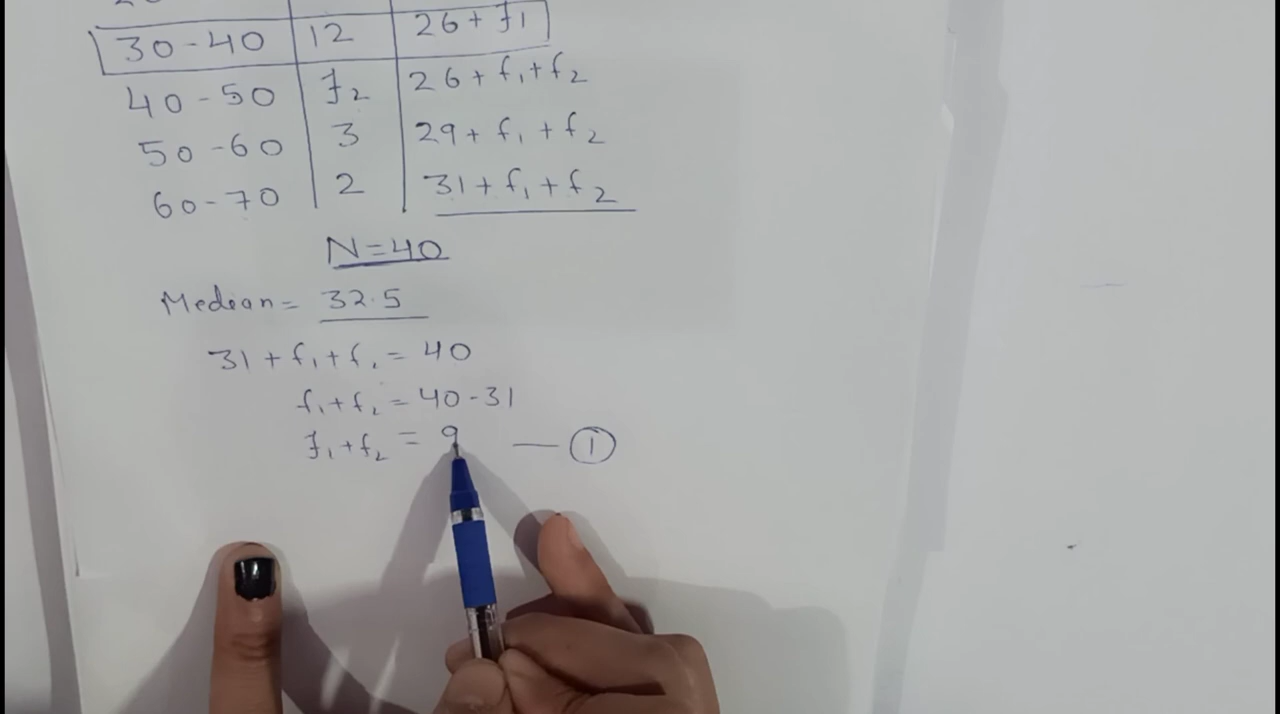 30-40 12 26+f1
40-50 f2 26+f1+f2
50-60 3 29+f1+f2
60-70 2 31+f1+f2
N=40
Medean= 32.5
31+f1+f2=40
f1+f2=40-31
f1+f2=9 — ①